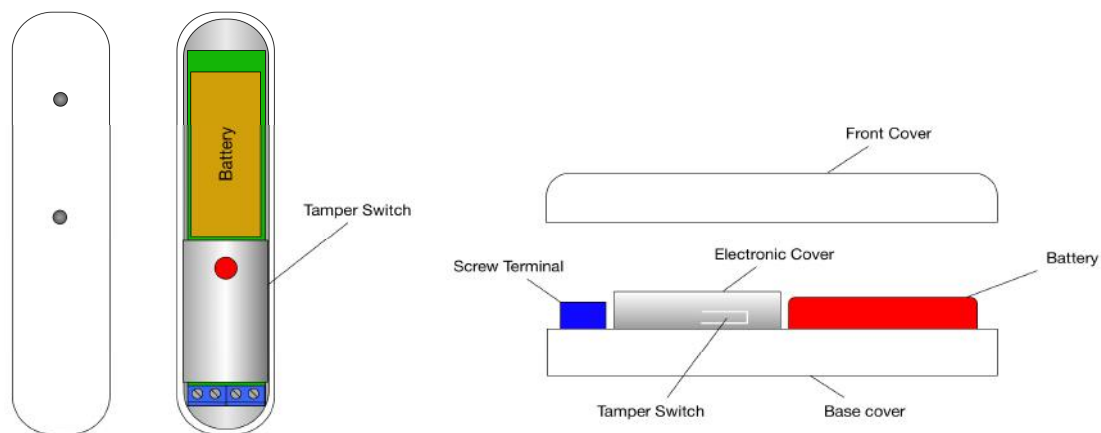 Battery
Tamper Switch
Front Cover
Electronic Cover
Screw Terminal
Battery
Tamper Switch
Base cover